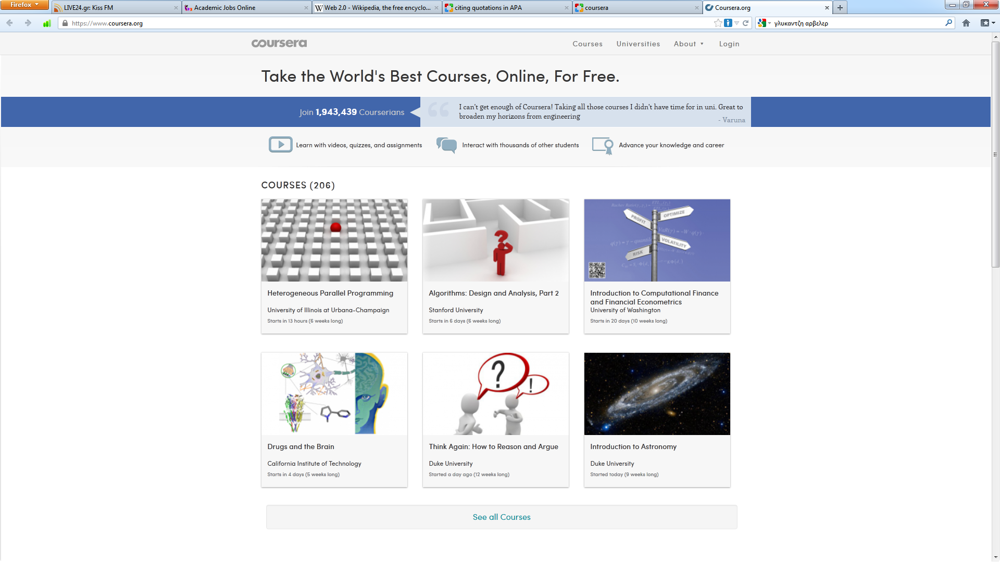 Firefox
LIVE24.gr: Kiss FM
Academic Jobs Online
W Web 2.0 - Wikipedia, the free encyclo...
citing quotations in APA
coursera
Coursera.org
https://www.coursera.org
γλυκαντζη αρβελερ
coursera
Courses
Universities
About
Login
Take the World's Best Courses, Online, For Free.
Join 1,943,439 Courserians
I can't get enough of Coursera! Taking all those courses I didn't have time for in uni. Great to
broaden my horizons from engineering
- Varuna
Learn with videos, quizzes, and assignments
Interact with thousands of other students
Advance your knowledge and career
COURSES (206)
Heterogeneous Parallel Programming
University of Illinois at Urbana-Champaign
Starts in 13 hours (6 weeks long)
?
Algorithms: Design and Analysis, Part 2
Stanford University
Starts in 6 days (6 weeks long)
PROFIT
OPTIMIZE
VOLATILITY
RISK
Introduction to Computational Finance
and Financial Econometrics
University of Washington
Starts in 20 days (10 weeks long)
Drugs and the Brain
California Institute of Technology
Starts in 4 days (5 weeks long)
?
!
Think Again: How to Reason and Argue
Duke University
Started a day ago (12 weeks long)
Introduction to Astronomy
Duke University
Started today (9 weeks long)
See all Courses